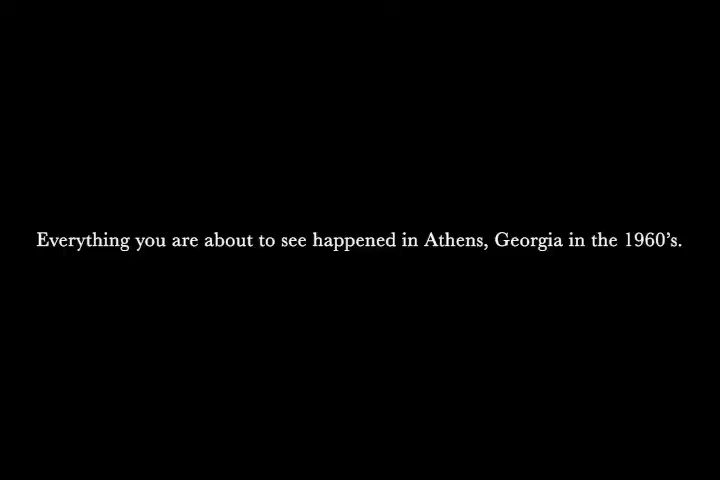 Everything you are about to see happened in Athens, Georgia in the 1960’s.